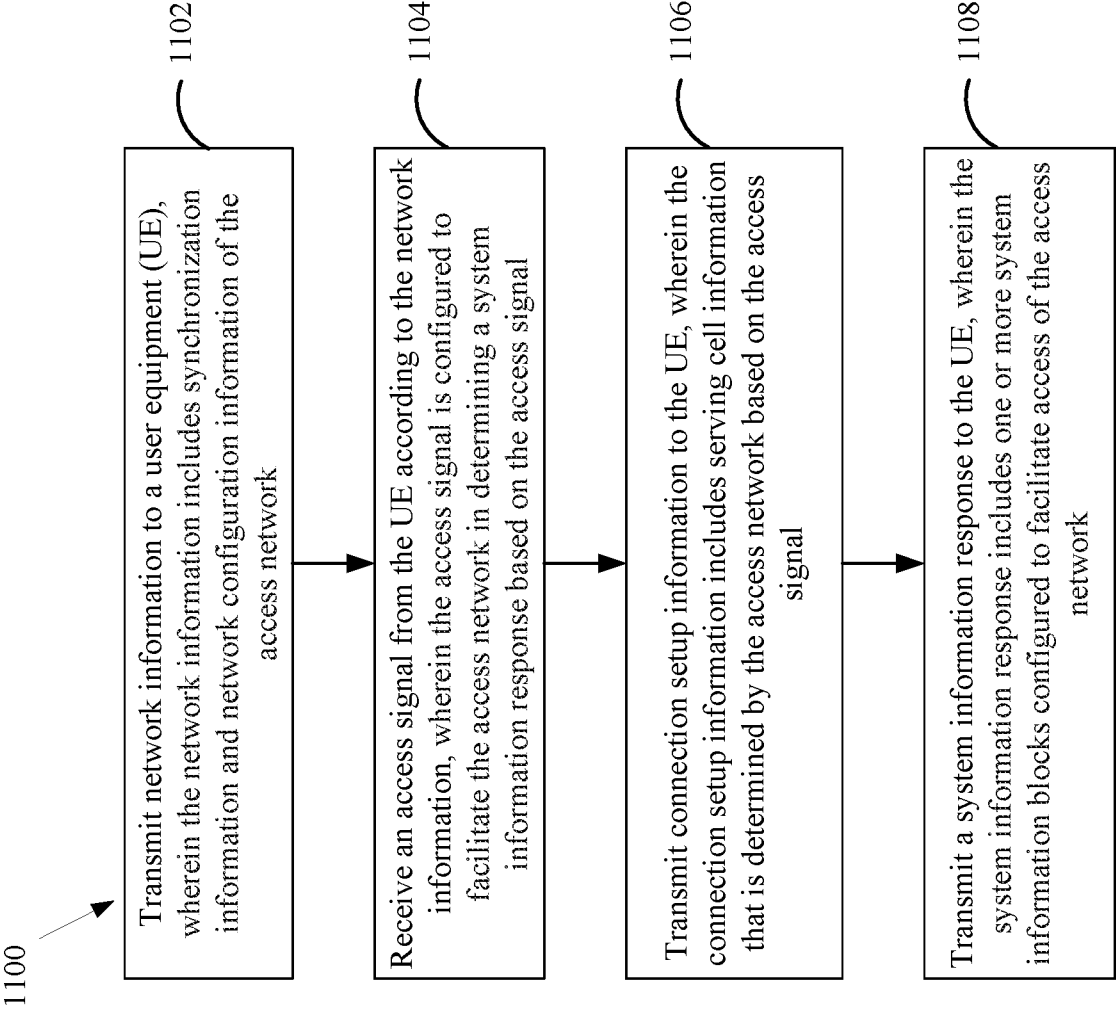 1100
Transmit network information to a user equipment (UE),
wherein the network information includes synchronization
information and network configuration information of the
access network
1102
Receive an access signal from the UE according to the network
information, wherein the access signal is configured to
facilitate the access network in determining a system
information response based on the access signal
1104
Transmit connection setup information to the UE, wherein the
connection setup information includes serving cell information
that is determined by the access network based on the access
signal
1106
Transmit a system information response to the UE, wherein the
system information response includes one or more system
information blocks configured to facilitate access of the access
network
1108